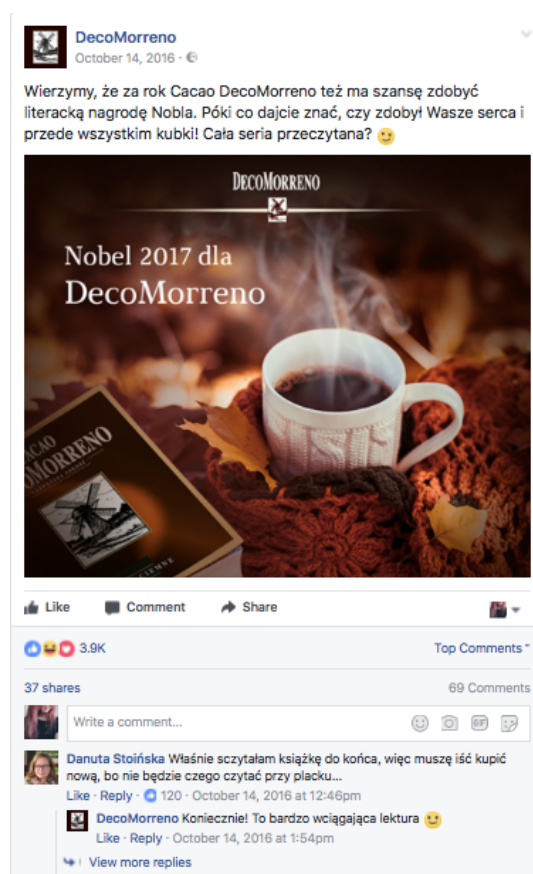 DecoMorreno
October 14, 2016 ·
Wierzymy, że za rok Cacao DecoMorreno też ma szansę zdobyć
literacką nagrodę Nobla. Póki co dajcie znać, czy zdobył Wasze serca i
przede wszystkim kubki! Cała seria przeczytana? 😉
DECOMORRENO
Nobel 2017 dla
DecoMorreno
CACAO
DECOMORRENO
Like Comment Share
3.9K Top Comments
37 shares 69 Comments
Write a comment... GIF
Danuta Stoińska Właśnie sczytałam książkę do końca, więc muszę iść kupić
nową, bo nie będzie czego czytać przy placku...
Like · Reply · 120 · October 14, 2016 at 12:46pm
DecoMorreno Koniecznie! To bardzo wciągająca lektura 😉
Like · Reply · October 14, 2016 at 1:54pm
View more replies